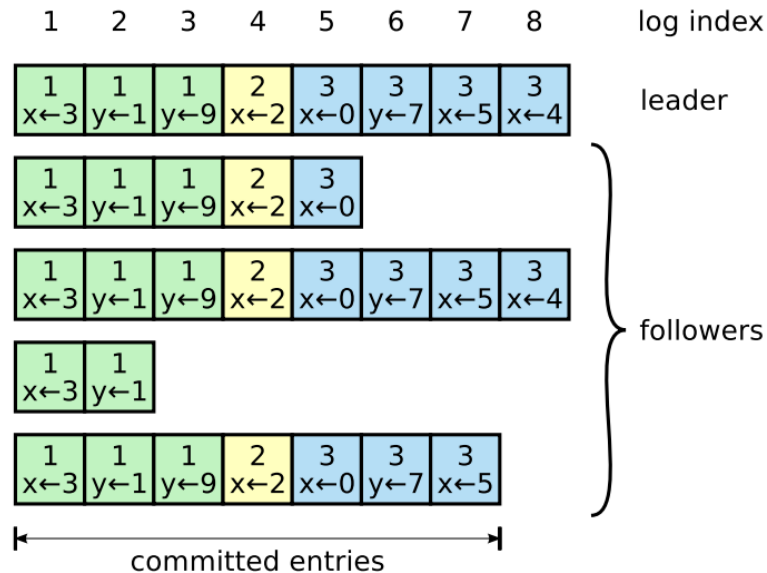 1 2 3 4 5 6 7 8 log index
1 1 1 2 3 3 3 3
x←3 y←1 y←9 x←2 x←0 y←7 x←5 x←4
leader
1 1 1 2 3
x←3 y←1 y←9 x←2 x←0
1 1 1 2 3 3 3 3
x←3 y←1 y←9 x←2 x←0 y←7 x←5 x←4
followers
1 1
x←3 y←1
1 1 1 2 3 3 3
x←3 y←1 y←9 x←2 x←0 y←7 x←5
committed entries